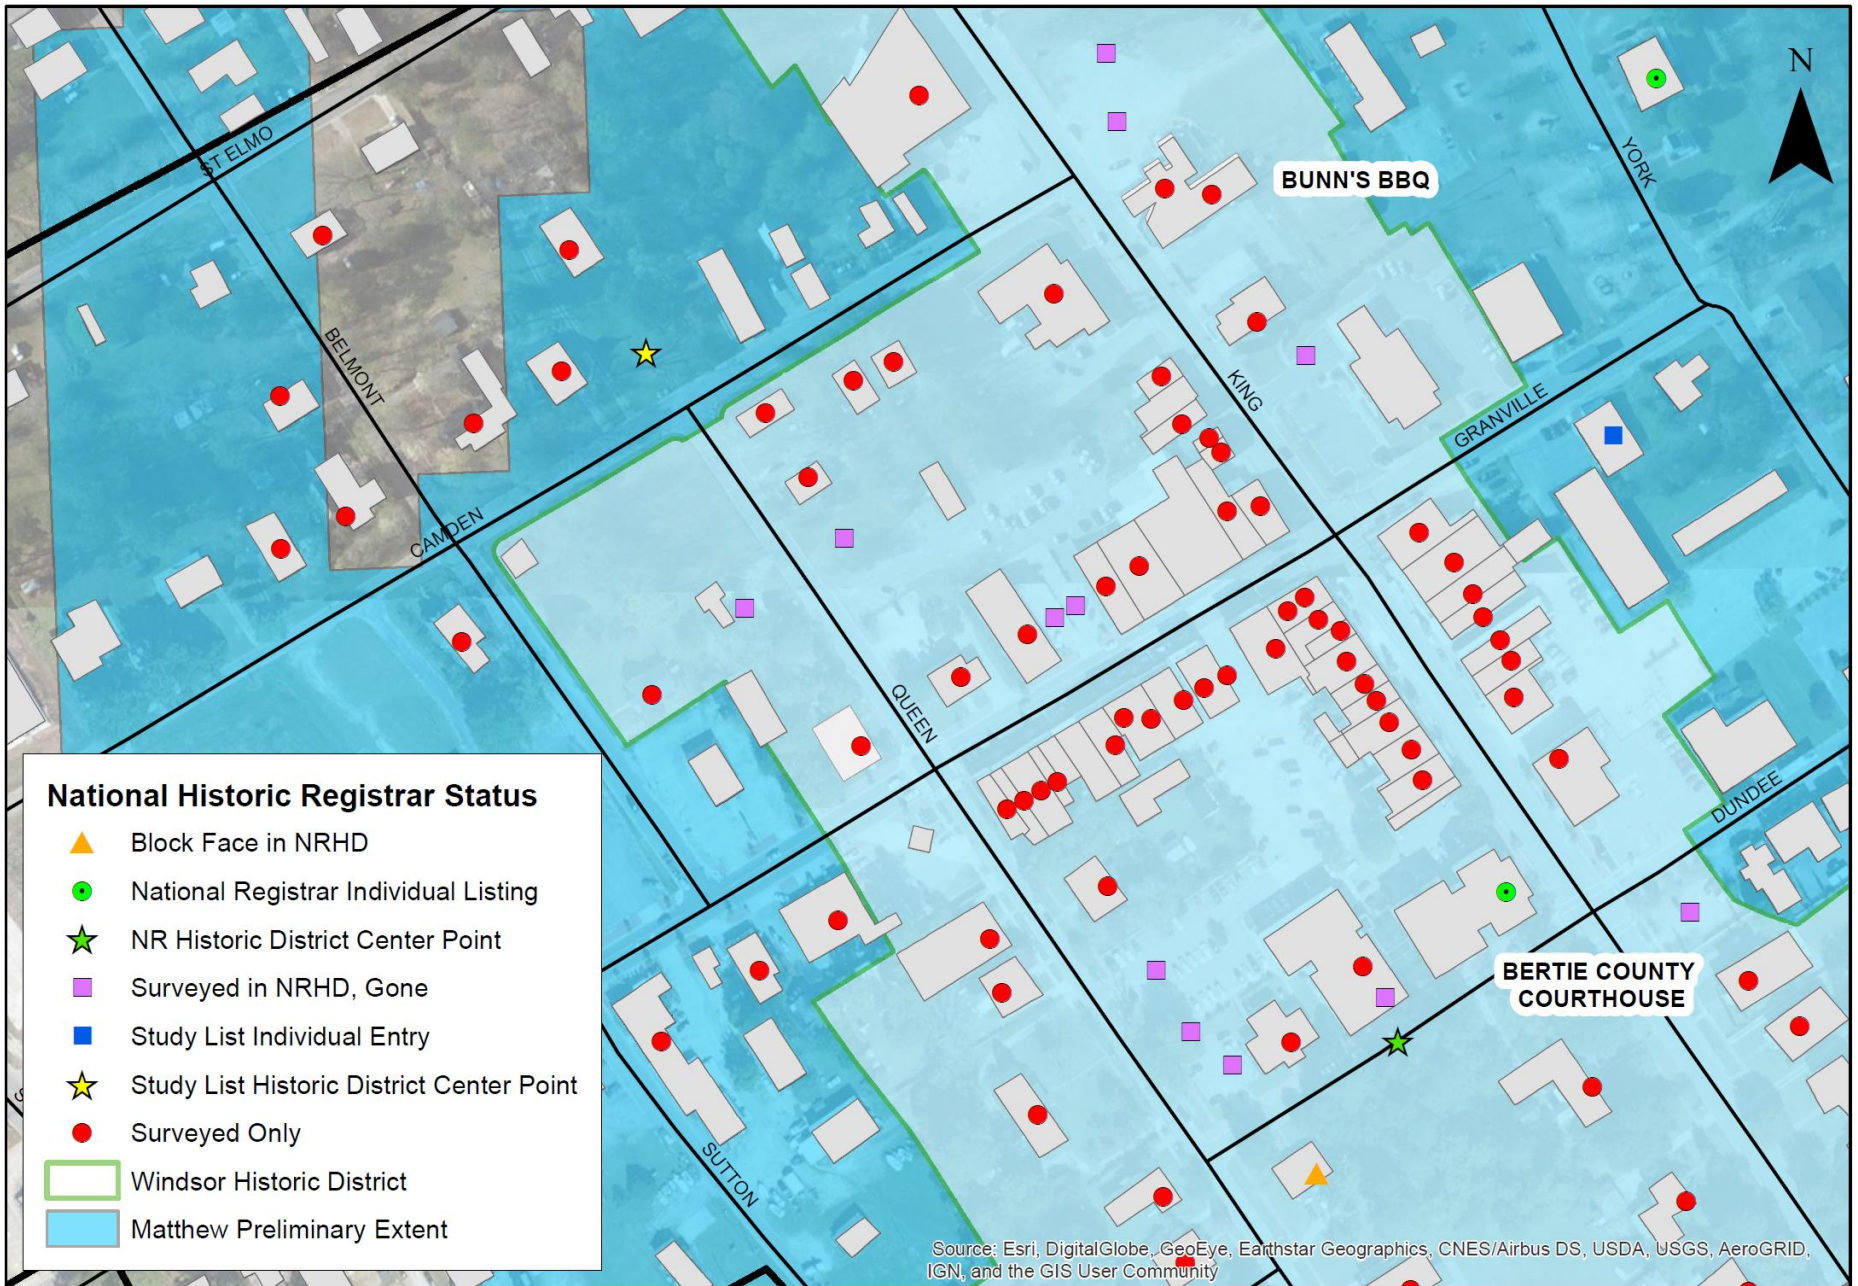 N
ST ELMO
YORK
BUNN'S BBQ
BELMONT
KING
GRANVILLE
CAMDEN
QUEEN
DUNDEE
National Historic Registrar Status
Block Face in NRHD
National Registrar Individual Listing
NR Historic District Center Point
Surveyed in NRHD, Gone
Study List Individual Entry
Study List Historic District Center Point
Surveyed Only
Windsor Historic District
Matthew Preliminary Extent
BERTIE COUNTY
COURTHOUSE
SUTTON
Source: Esri, DigitalGlobe, GeoEye, Earthstar Geographics, CNES/Airbus DS, USDA, USGS, AeroGRID,
IGN, and the GIS User Community